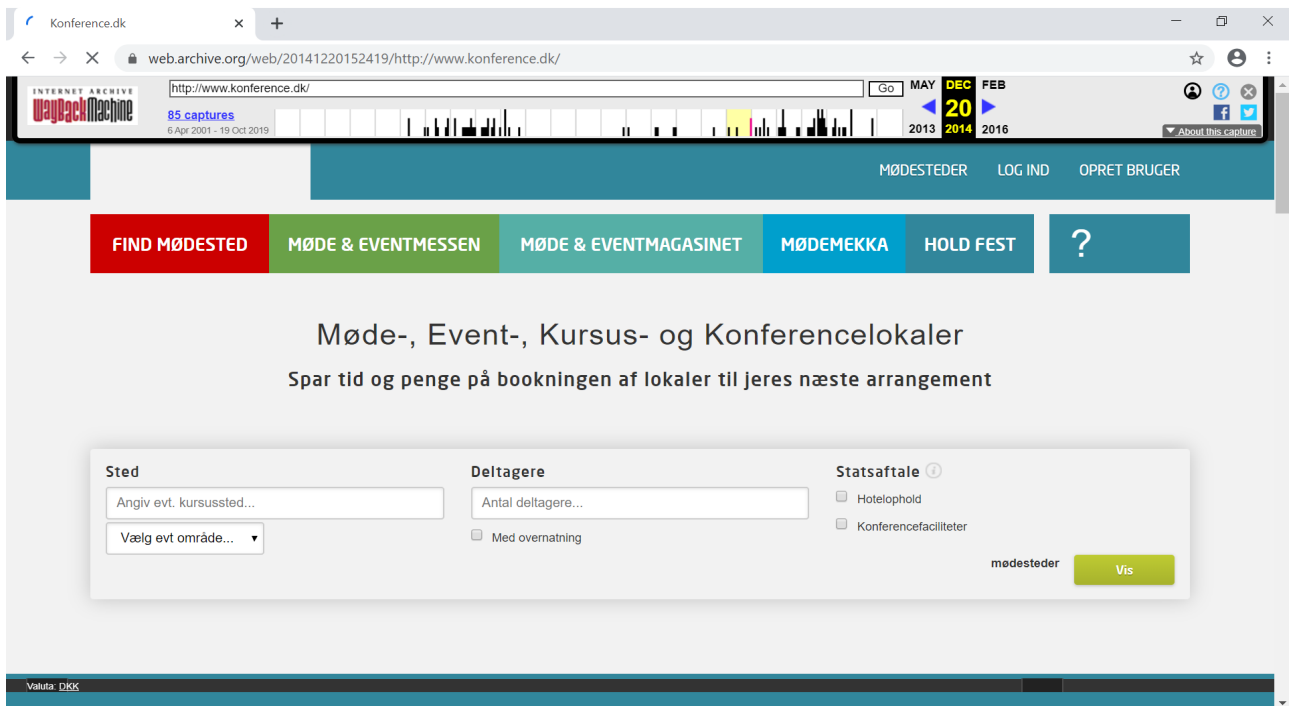 Konference.dk
web.archive.org/web/20141220152419/http://www.konference.dk/
INTERNET ARCHIVE
WayBackMachine
http://www.konference.dk/
Go
MAY DEC FEB
85 captures
20
6 Apr 2001 - 19 Oct 2019
2013 2014 2016
About this capture
MØDESTEDER LOG IND OPRET BRUGER
FIND MØDESTED MØDE & EVENTMESSEN MØDE & EVENTMAGASINET MØDEMEKKA HOLD FEST ?
Møde-, Event-, Kursus- og Konferencelokaler
Spar tid og penge på bookningen af lokaler til jeres næste arrangement
Sted Deltagere Statsaftale
Angiv evt. kursussted... Antal deltagere... Hotelophold
Vælg evt område... Med overnatning Konferencefaciliteter
mødesteder Vis
Valuta: DKK